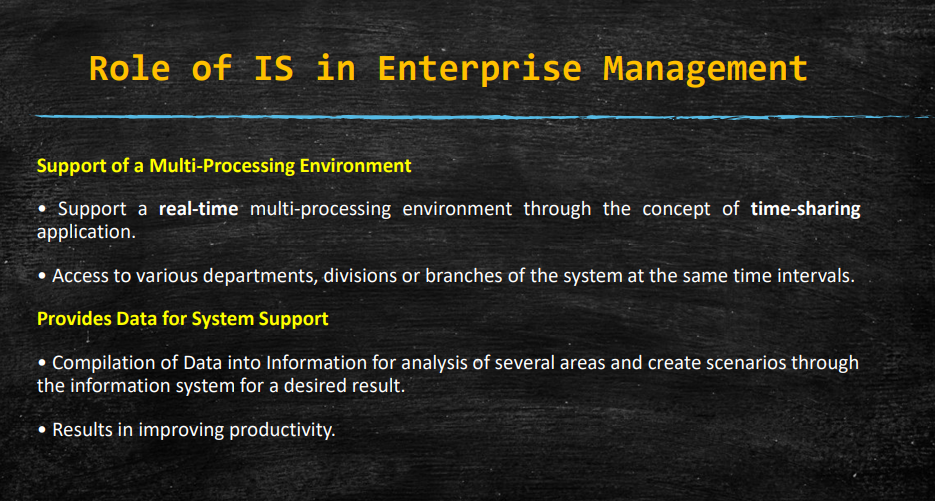 Role of IS in Enterprise Management
Support of a Multi-Processing Environment
• Support a real-time multi-processing environment through the concept of time-sharing
application.
• Access to various departments, divisions or branches of the system at the same time intervals.
Provides Data for System Support
• Compilation of Data into Information for analysis of several areas and create scenarios through
the information system for a desired result.
• Results in improving productivity.